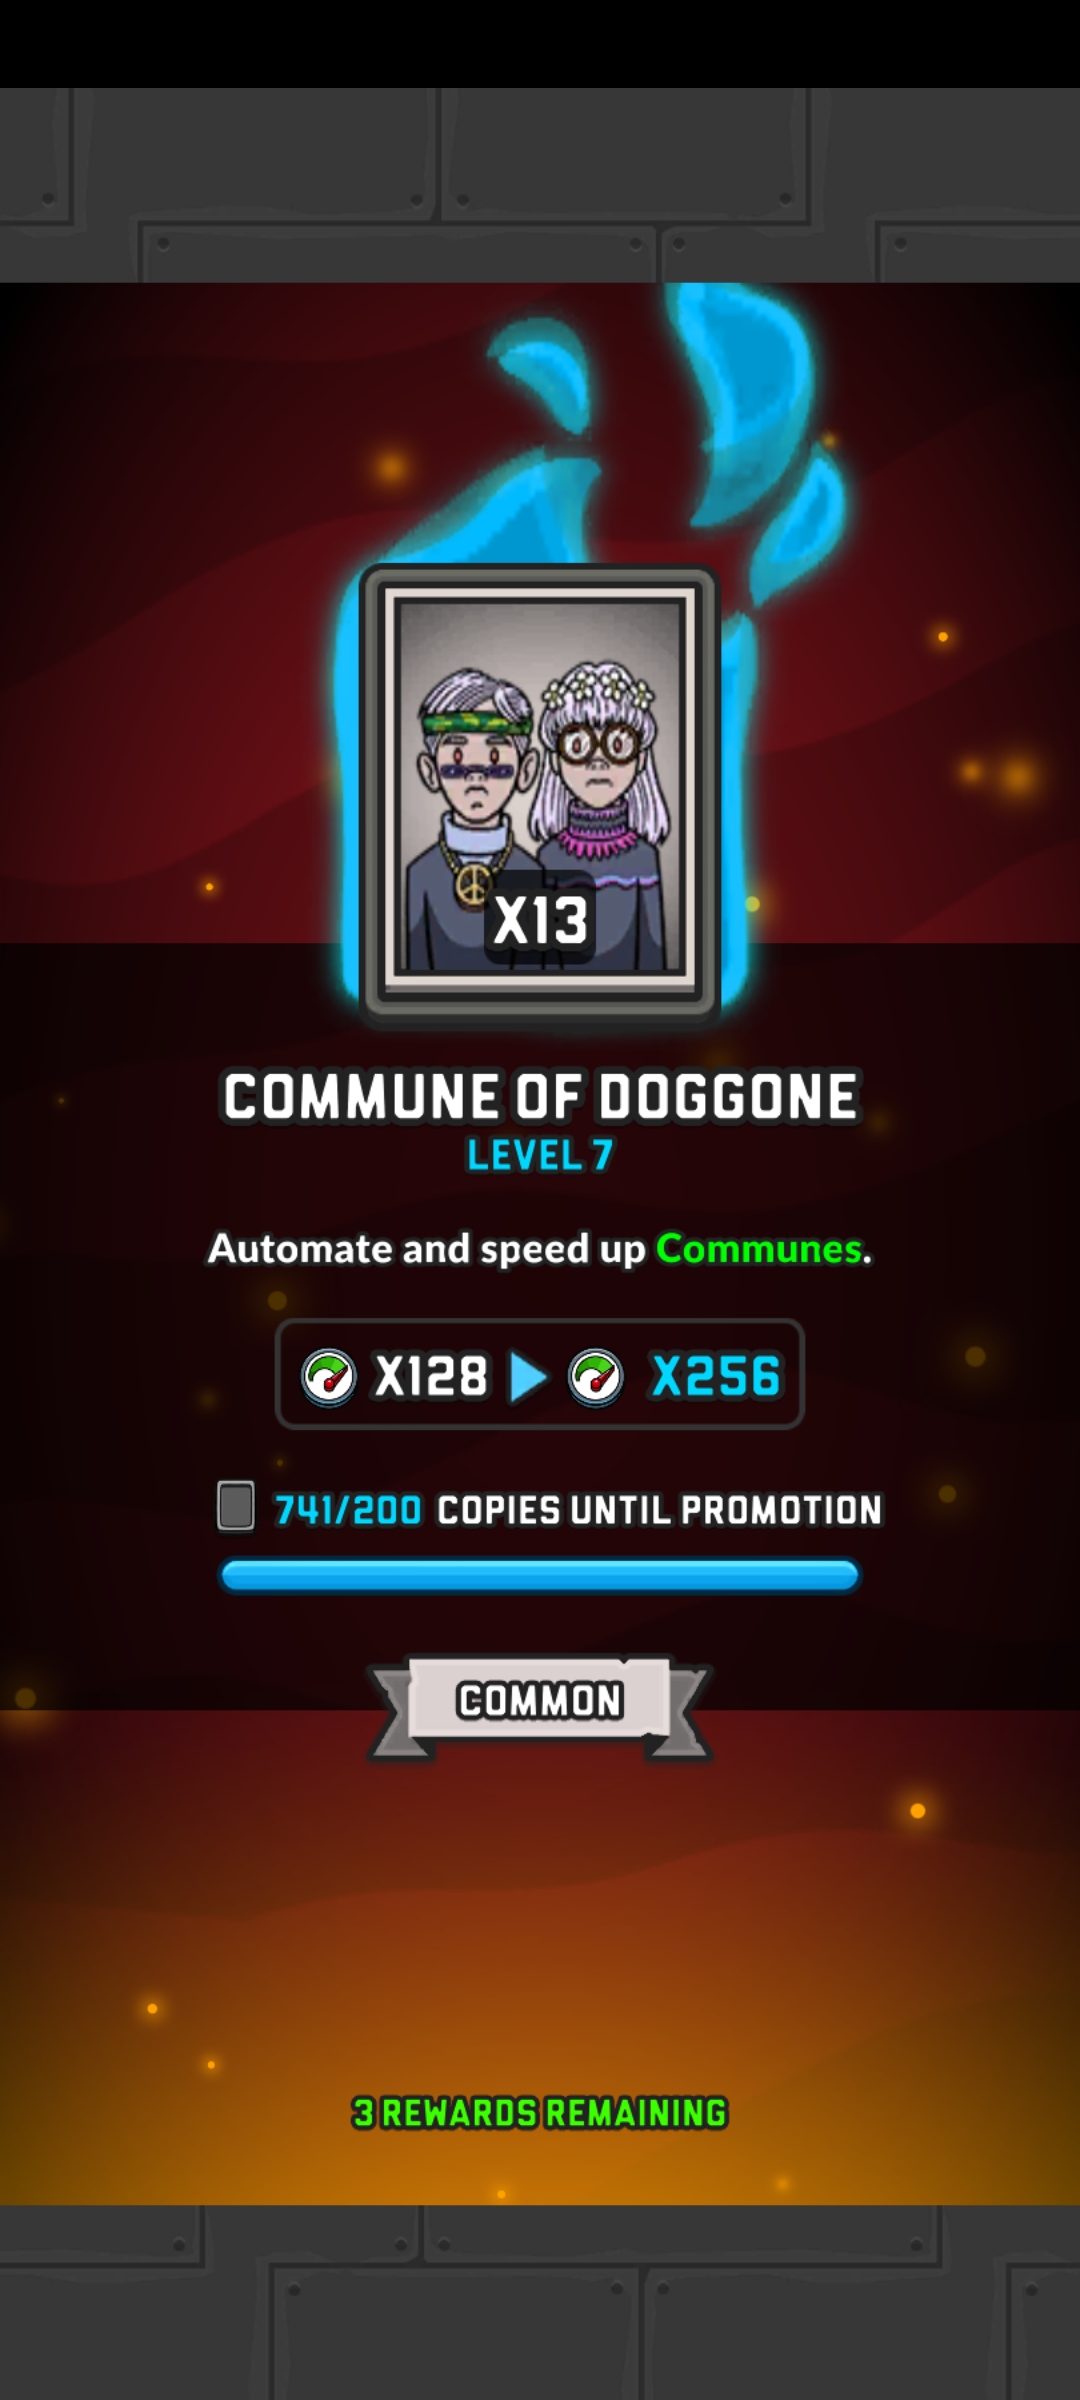 X13
COMMUNE OF DOGGONE
LEVEL 7
Automate and speed up Communes.
X128 X256
741/200 COPIES UNTIL PROMOTION
COMMON
3 REWARDS REMAINING